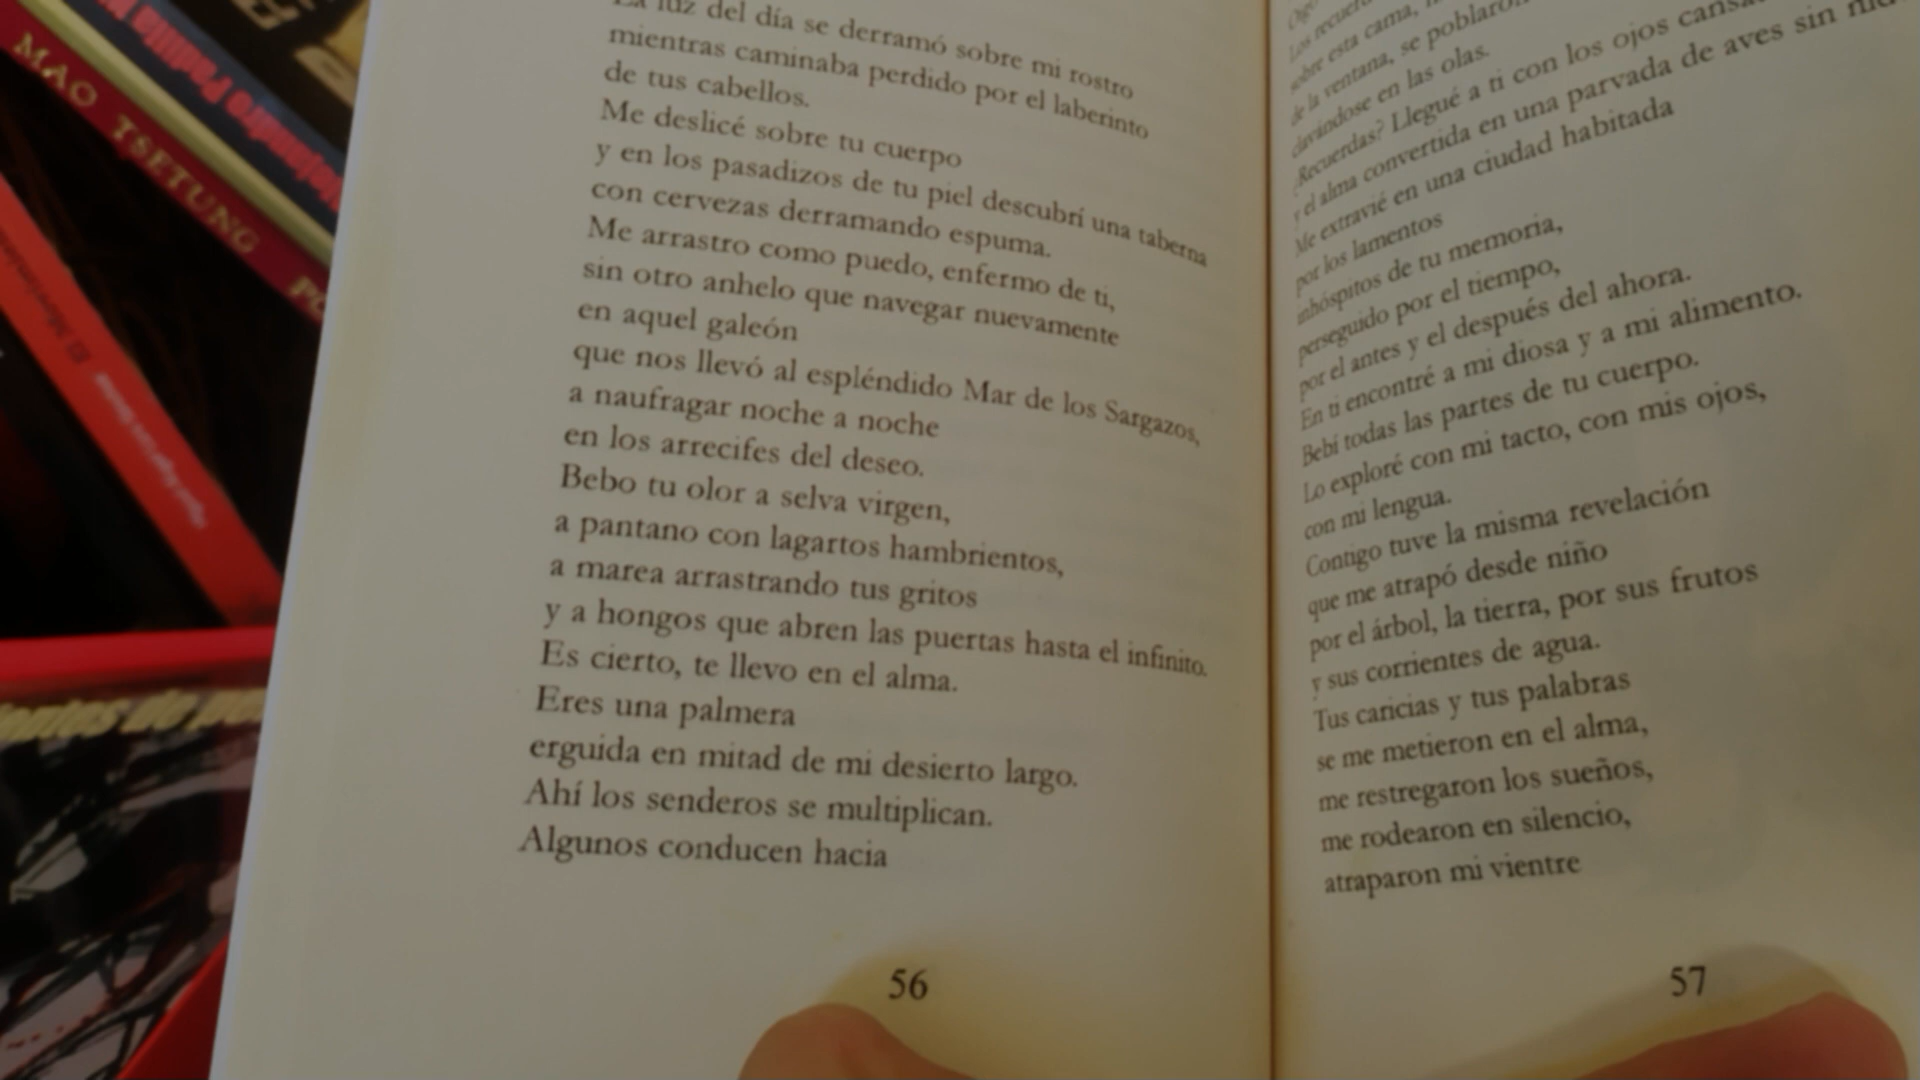 MAO TSETUNG
La luz del día se derramó sobre mi rostro
mientras caminaba perdido por el laberinto
de tus cabellos.
Me deslicé sobre tu cuerpo
y en los pasadizos de tu piel descubrí una taberna
con cervezas derramando espuma.
Me arrastro como puedo, enfermo de ti,
sin otro anhelo que navegar nuevamente
en aquel galeón
que nos llevó al espléndido Mar de los Sargazos,
a naufragar noche a noche
en los arrecifes del deseo.
Bebo tu olor a selva virgen,
a pantano con lagartos hambrientos,
a marea arrastrando tus gritos
y a hongos que abren las puertas hasta el infinito.
Es cierto, te llevo en el alma.
Eres una palmera
erguida en mitad de mi desierto largo.
Ahí los senderos se multiplican.
Algunos conducen hacia
56
sobre esta cama,
de la ventana, se poblaron
clavándose en las olas.
¿Recuerdas? Llegué a ti con los ojos
y el alma convertida en una parvada de aves sin
Me extravié en una ciudad habitada
por los lamentos
inhóspitos de tu memoria,
perseguido por el tiempo,
por el antes y el después del ahora.
En ti encontré a mi diosa y a mi alimento.
Bebí todas las partes de tu cuerpo.
Lo exploré con mi tacto, con mis ojos,
con mi lengua.
Contigo tuve la misma revelación
que me atrapó desde niño
por el árbol, la tierra, por sus frutos
y sus corrientes de agua.
Tus caricias y tus palabras
se me metieron en el alma,
me restregaron los sueños,
me rodearon en silencio,
atraparon mi vientre
57